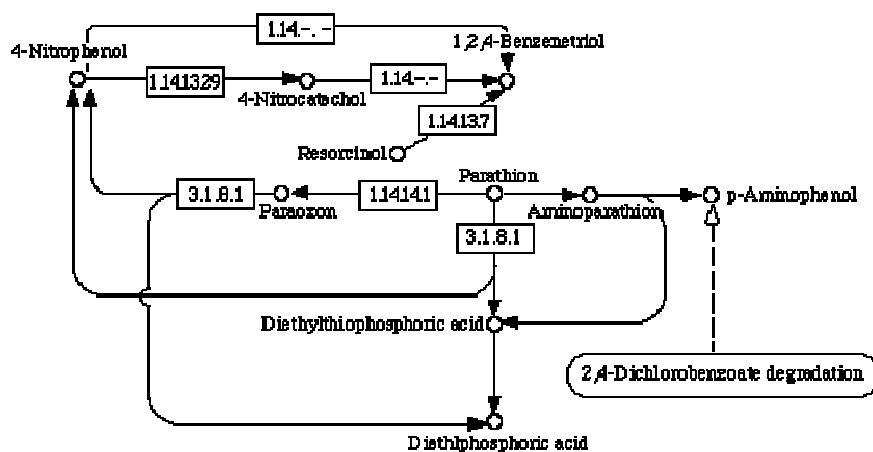 1.14.-.-
4-Nitrophenol
1,2,4-Benzenetriol
1.14.13.29
1.14.-.-
4-Nitrocatechol
1.14.13.7
Resorcinol
Parathion
3.1.8.1
1.14.14.1
p-Aminophenol
Paraoxon
Aminoparathion
3.1.8.1
Diethylthiophosphoric acid
2,4-Dichlorobenzoate degradation
Diethlphosphoric acid